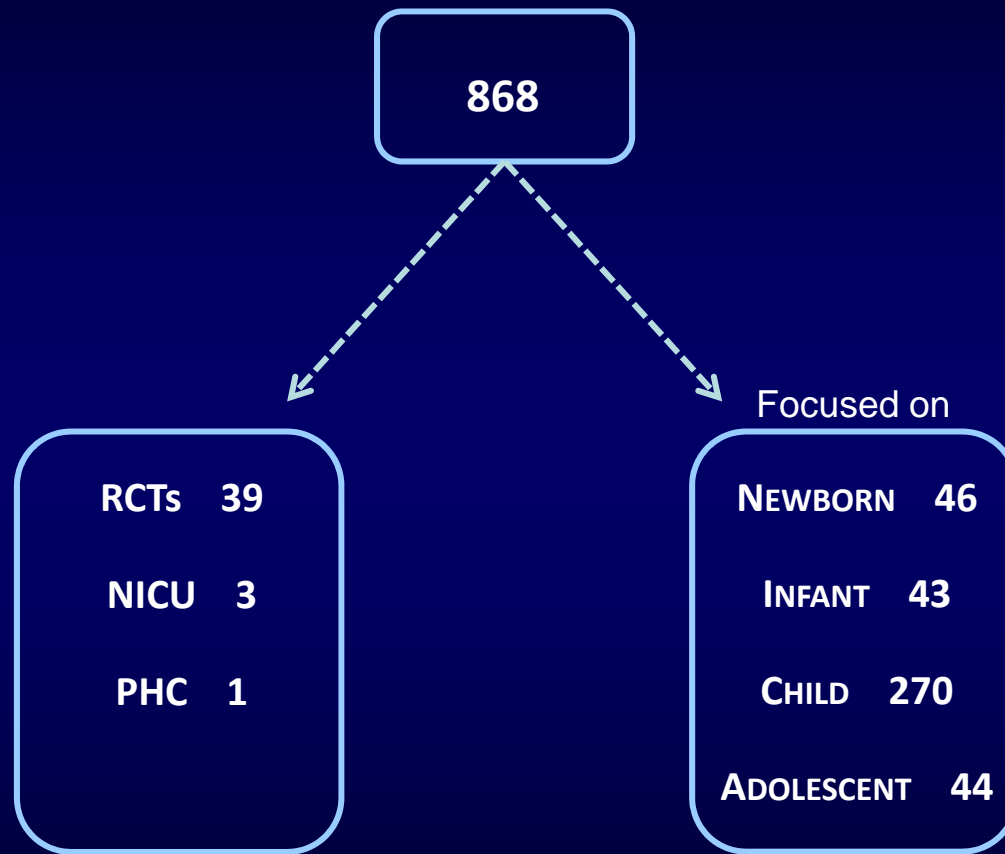 868
RCTs 39
NICU 3
PHC 1
Focused on
NEWBORN 46
INFANT 43
CHILD 270
ADOLESCENT 44